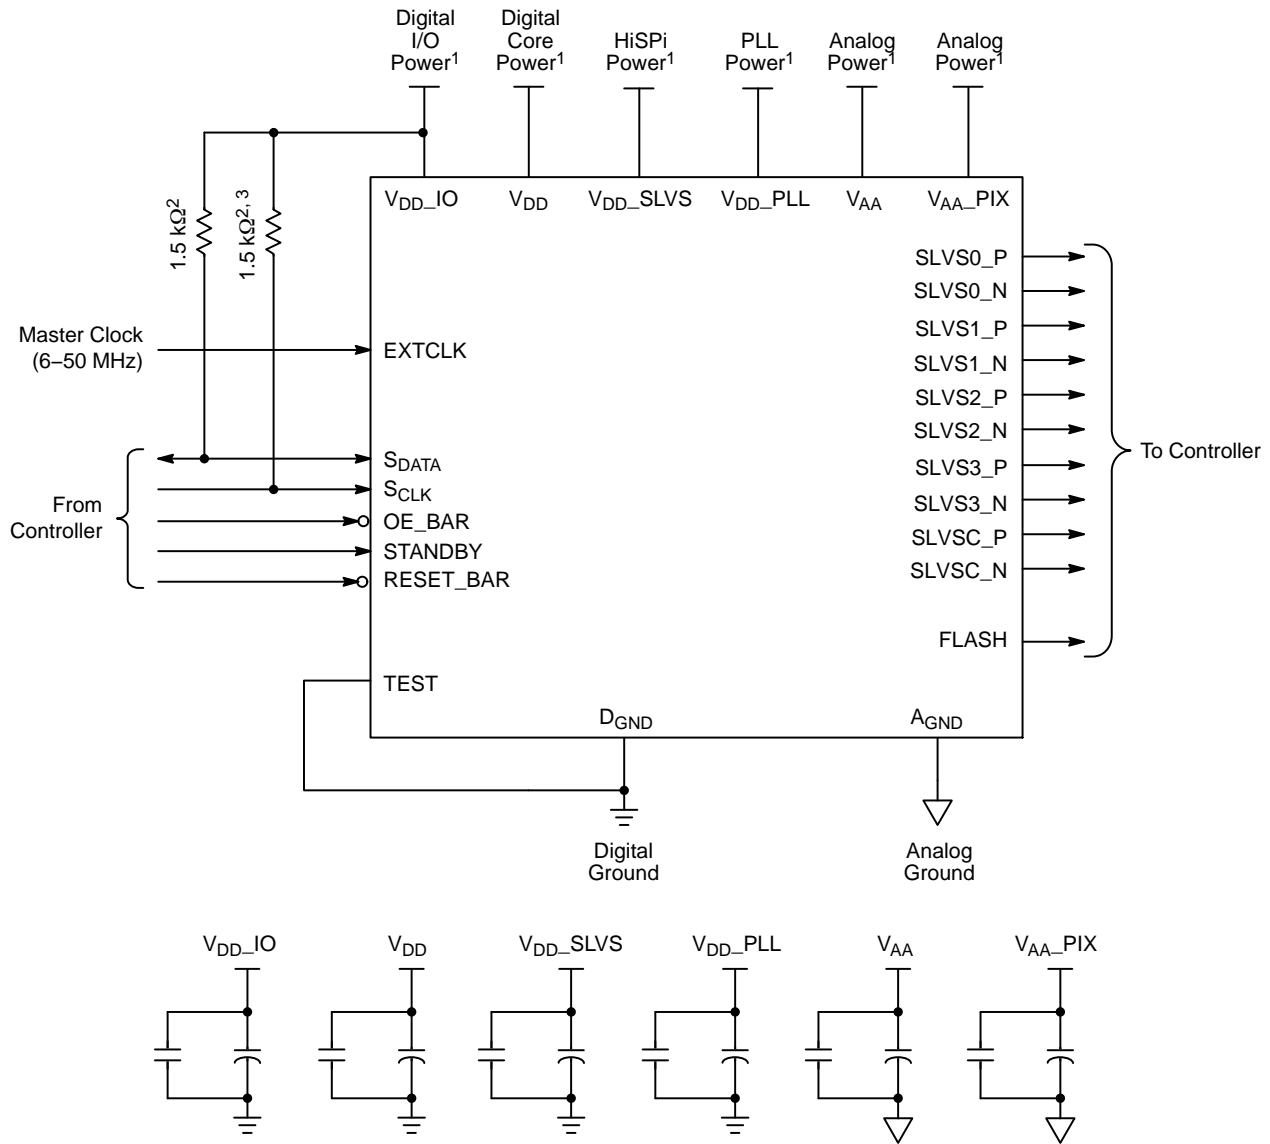 Digital
I/O
Power1
Digital
Core
Power1
HiSPi
Power1
PLL
Power1
Analog
Power1
Analog
Power1
VDD_IO
VDD
VDD_SLVS
VDD_PLL
VAA
VAA_PIX
1.5 kΩ2
1.5 kΩ2, 3
Master Clock
(6–50 MHz)
EXTCLK
From
Controller
SDATA
SCLK
OE_BAR
STANDBY
RESET_BAR
TEST
SLVS0_P
SLVS0_N
SLVS1_P
SLVS1_N
SLVS2_P
SLVS2_N
SLVS3_P
SLVS3_N
SLVSC_P
SLVSC_N
FLASH
To Controller
DGND
AGND
Digital
Ground
Analog
Ground
VDD_IO
VDD
VDD_SLVS
VDD_PLL
VAA
VAA_PIX